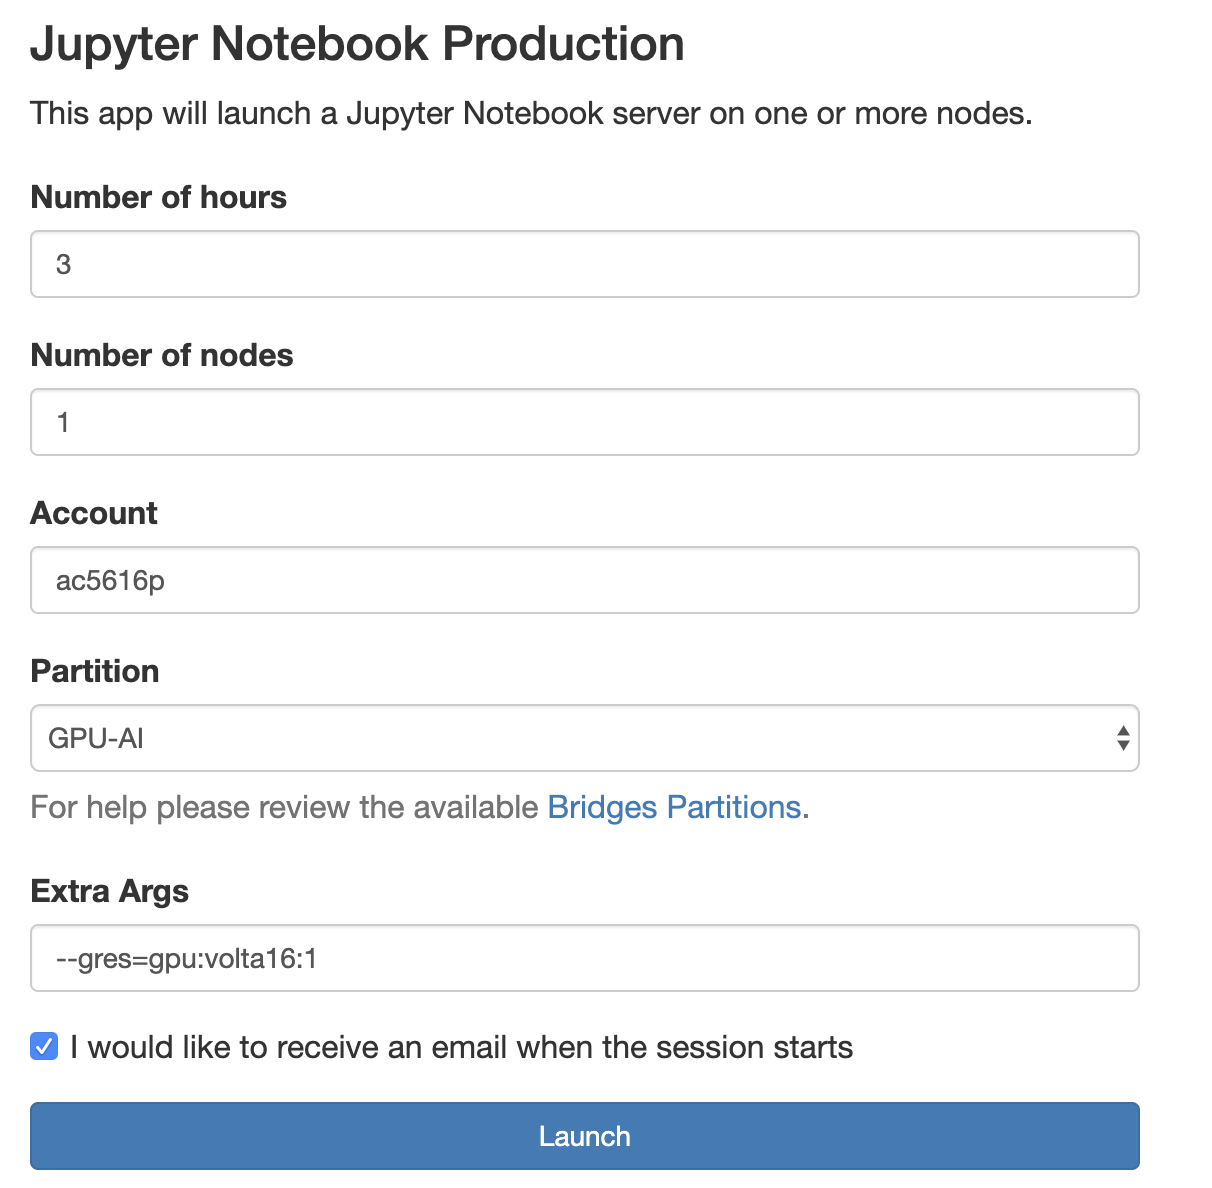 Jupyter Notebook Production
This app will launch a Jupyter Notebook server on one or more nodes.
Number of hours
3
Number of nodes
1
Account
ac5616p
Partition
GPU-AI
For help please review the available Bridges Partitions.
Extra Args
--gres=gpu:volta16:1
I would like to receive an email when the session starts
Launch